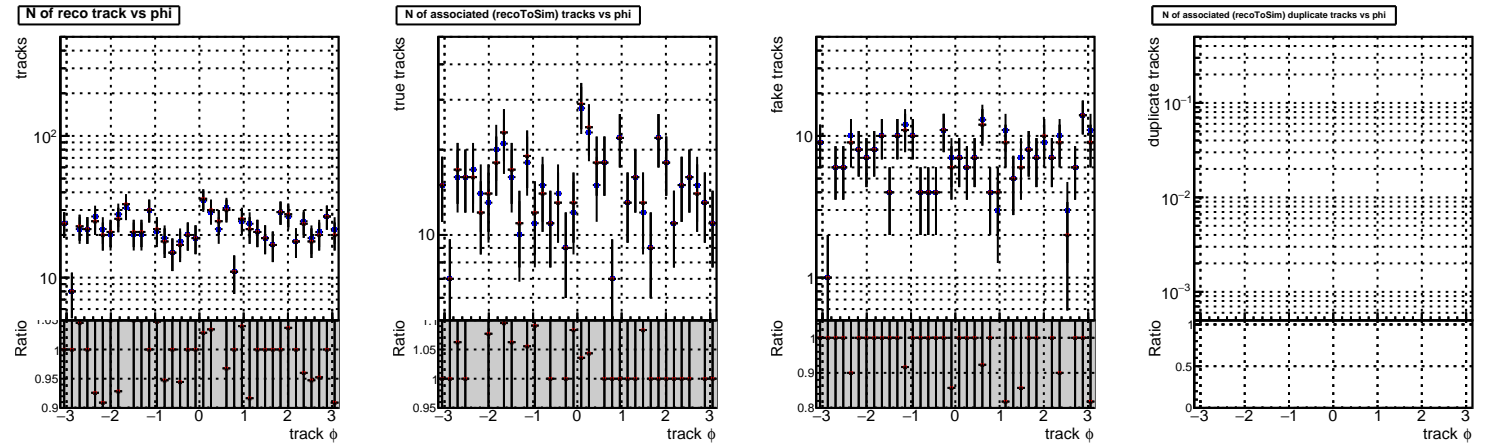 N of reco track vs phi
tracks
10²
10
Ratio
1.05
1
0.95
0.9
−3 −2 −1 0 1 2 3
track ϕ
N of associated (recoToSim) tracks vs phi
true tracks
10
Ratio
1.1
1.05
1
0.95
−3 −2 −1 0 1 2 3
track ϕ
fake tracks
10
1
Ratio
1
0.9
0.8
−3 −2 −1 0 1 2 3
track ϕ
N of associated (recoToSim) duplicate tracks vs phi
duplicate tracks
10⁻¹
10⁻²
10⁻³
Ratio
1
0.5
0
−3 −2 −1 0 1 2 3
track ϕ